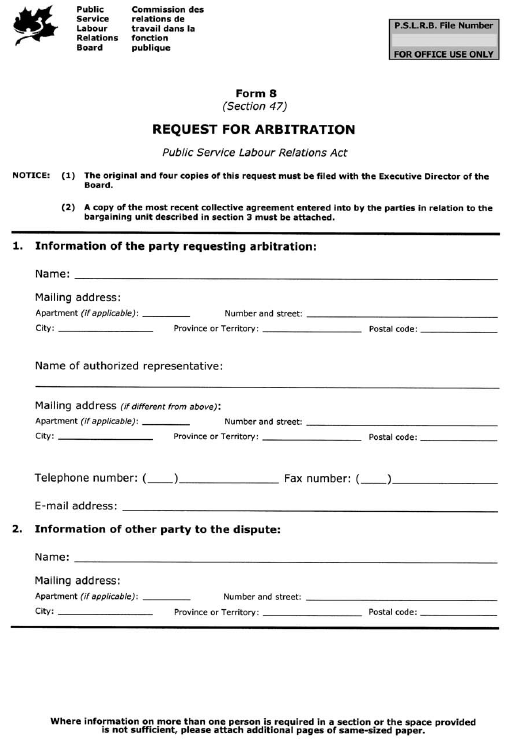 Public
Service
Labour
Relations
Board
Commission des
relations de
travail dans la
fonction
publique
P.S.L.R.B. File Number
FOR OFFICE USE ONLY
Form 8
(Section 47)
REQUEST FOR ARBITRATION
Public Service Labour Relations Act
NOTICE: (1) The original and four copies of this request must be filed with the Executive Director of the
Board.
(2) A copy of the most recent collective agreement entered into by the parties in relation to the
bargaining unit described in section 3 must be attached.
1. Information of the party requesting arbitration:
Name:
Mailing address:
Apartment (if applicable): Number and street:
City: Province or Territory: Postal code:
Name of authorized representative:
Mailing address (if different from above):
Apartment (if applicable): Number and street:
City: Province or Territory: Postal code:
Telephone number: (____) Fax number: (____)
E-mail address:
2. Information of other party to the dispute:
Name:
Mailing address:
Apartment (if applicable): Number and street:
City: Province or Territory: Postal code:
Where information on more than one person is required in a section or the space provided
is not sufficient, please attach additional pages of same-sized paper.